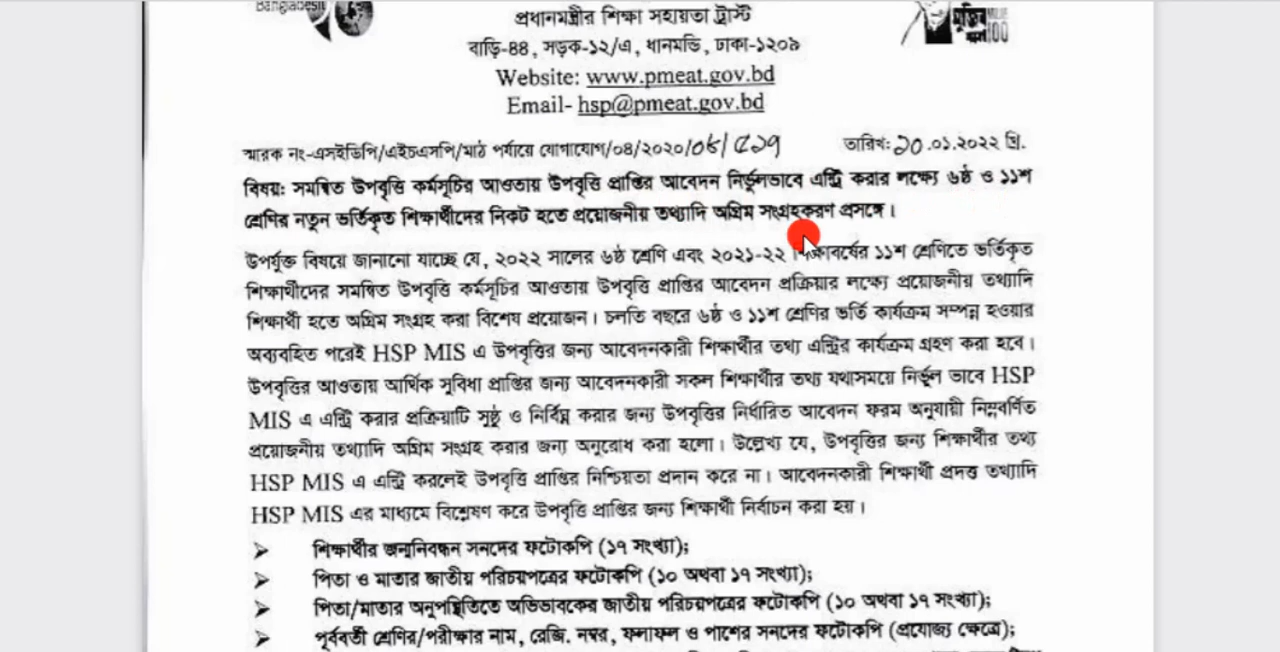 Bangladesh
প্রধানমন্ত্রীর শিক্ষা সহায়তা ট্রাস্ট
বাড়ি-৪৪, সড়ক-১২/এ, ধানমন্ডি, ঢাকা-১২০৯
Website: www.pmeat.gov.bd
Email- hsp@pmeat.gov.bd
স্মারক নং-এসইডিপি/এইচএসপি/মাঠ পর্যায়ে যোগাযোগ/০৪/২০২০/ তারিখ:১০.০১.২০২২ খ্রি.
বিষয়: সমন্বিত উপবৃত্তি কর্মসূচির আওতায় উপবৃত্তি প্রাপ্তির আবেদন নির্ভুলভাবে এন্ট্রি করার লক্ষ্যে ৬ষ্ঠ ও ১১শ
শ্রেণির নতুন ভর্তিকৃত শিক্ষার্থীদের নিকট হতে প্রয়োজনীয় তথ্যাদি অগ্রিম সংগ্রহকরণ প্রসঙ্গে।
উপর্যুক্ত বিষয়ে জানানো যাচ্ছে যে, ২০২২ সালের ৬ষ্ঠ শ্রেণি এবং ২০২১-২২ শিক্ষাবর্ষের ১১শ শ্রেণিতে ভর্তিকৃত
শিক্ষার্থীদের সমন্বিত উপবৃত্তি কর্মসূচির আওতায় উপবৃত্তি প্রাপ্তির আবেদন প্রক্রিয়ার লক্ষ্যে প্রয়োজনীয় তথ্যাদি
শিক্ষার্থী হতে অগ্রিম সংগ্রহ করা বিশেষ প্রয়োজন। চলতি বছরে ৬ষ্ঠ ও ১১শ শ্রেণির ভর্তি কার্যক্রম সম্পন্ন হওয়ার
অব্যবহিত পরেই HSP MIS এ উপবৃত্তির জন্য আবেদনকারী শিক্ষার্থীর তথ্য এন্ট্রির কার্যক্রম গ্রহণ করা হবে।
উপবৃত্তির আওতায় আর্থিক সুবিধা প্রাপ্তির জন্য আবেদনকারী সকল শিক্ষার্থীর তথ্য যথাসময়ে নির্ভুল ভাবে HSP
MIS এ এন্ট্রি করার প্রক্রিয়াটি সুষ্ঠু ও নির্বিঘ্ন করার জন্য উপবৃত্তির নির্ধারিত আবেদন ফরম অনুযায়ী নিম্নবর্ণিত
প্রয়োজনীয় তথ্যাদি অগ্রিম সংগ্রহ করার জন্য অনুরোধ করা হলো। উল্লেখ্য যে, উপবৃত্তির জন্য শিক্ষার্থীর তথ্য
HSP MIS এ এন্ট্রি করলেই উপবৃত্তি প্রাপ্তির নিশ্চিয়তা প্রদান করে না। আবেদনকারী শিক্ষার্থী প্রদত্ত তথ্যাদি
HSP MIS এর মাধ্যমে বিশ্লেষণ করে উপবৃত্তি প্রাপ্তির জন্য শিক্ষার্থী নির্বাচন করা হয়।
➢ শিক্ষার্থীর জন্মনিবন্ধন সনদের ফটোকপি (১৭ সংখ্যা);
➢ পিতা ও মাতার জাতীয় পরিচয়পত্রের ফটোকপি (১০ অথবা ১৭ সংখ্যা);
➢ পিতা/মাতার অনুপস্থিতিতে অভিভাবকের জাতীয় পরিচয়পত্রের ফটোকপি (১০ অথবা ১৭ সংখ্যা);
➢ পূর্ববর্তী শ্রেণির/পরীক্ষার নাম, রেজি. নম্বর, ফলাফল ও পাশের সনদের ফটোকপি (প্রযোজ্য ক্ষেত্রে);